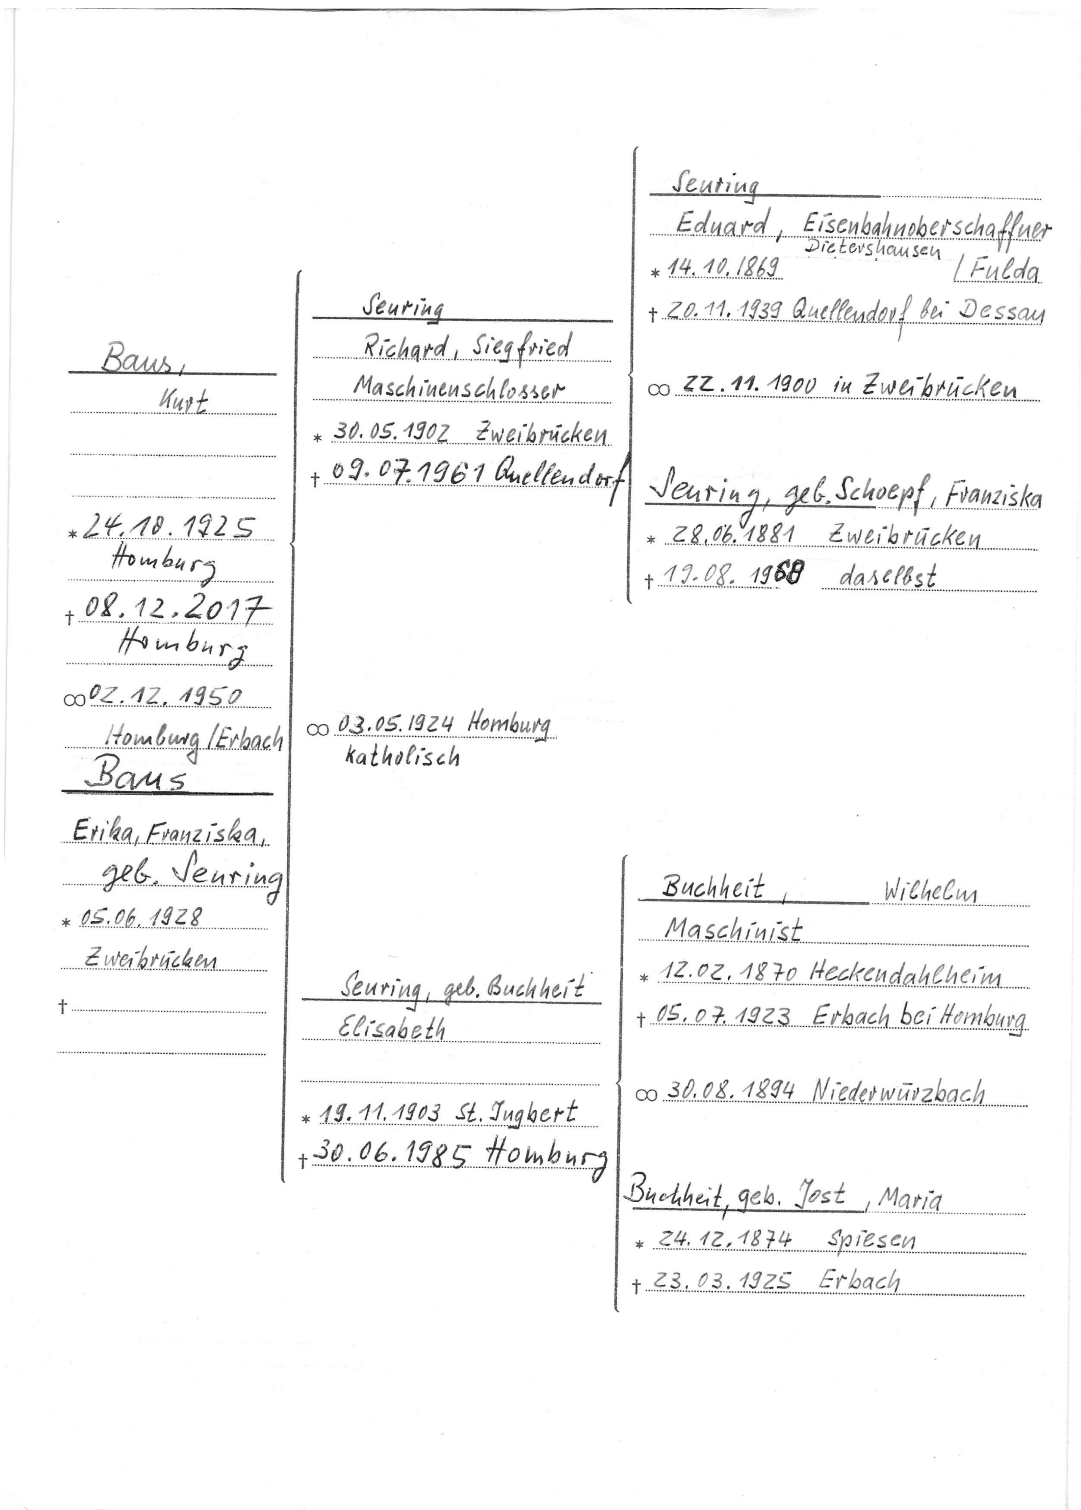 Baus,
Kurt
* 24.10.1925
Homburg
† 08.12.2017
Homburg
∞ 02.12.1950
Homburg/Erbach
Baus
Erika, Franziska,
geb. Seuring
* 05.06.1928
Zweibrücken
†
Seuring
Richard, Siegfried
Maschinenschlosser
* 30.05.1902 Zweibrücken
† 09.07.1961 Quellendorf
∞ 03.05.1924 Homburg
katholisch
Seuring, geb. Buchheit
Elisabeth
* 19.11.1903 St. Ingbert
† 30.06.1985 Homburg
Seuring
Eduard, Eisenbahnoberschaffner
Dietershausen
* 14.10.1869 /Fulda
† 20.11.1939 Quellendorf bei Dessau
∞ 22.11.1900 in Zweibrücken
Seuring, geb. Schoepf, Franziska
* 28.06.1881 Zweibrücken
† 19.08. daselbst
Buchheit, Wilhelm
Maschinist
* 12.02.1870 Heckendahlheim
† 05.07.1923 Erbach bei Homburg
∞ 30.08.1894 Niederwürzbach
Buchheit, geb. Jost, Maria
* 24.12.1874 Spiesen
† 23.03.1925 Erbach